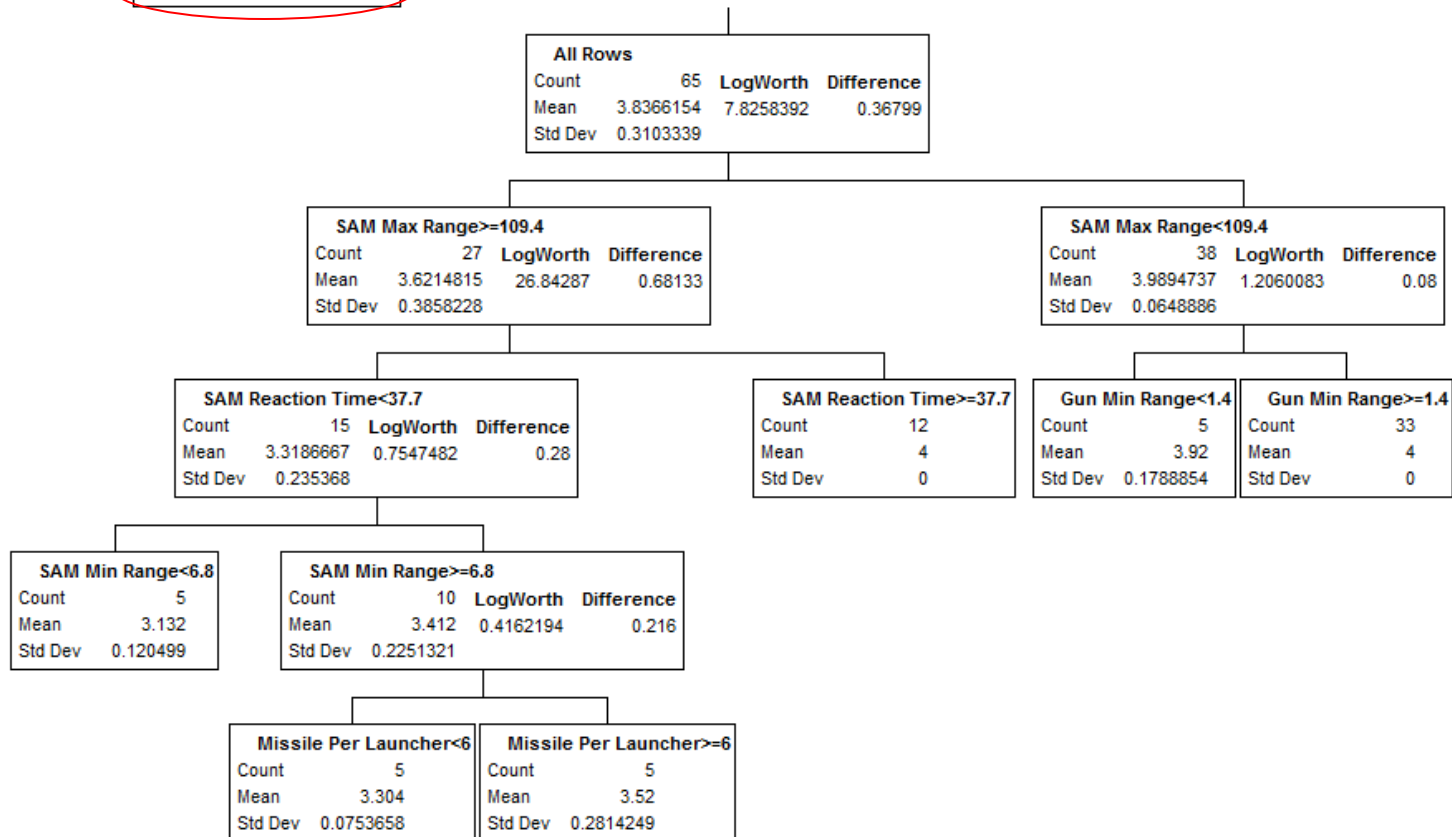 All Rows
Count 65 LogWorth Difference
Mean 3.8366154 7.8258392 0.36799
Std Dev 0.3103339
SAM Max Range>=109.4
Count 27 LogWorth Difference
Mean 3.6214815 26.84287 0.68133
Std Dev 0.3858228
SAM Max Range<109.4
Count 38 LogWorth Difference
Mean 3.9894737 1.2060083 0.08
Std Dev 0.0648886
SAM Reaction Time<37.7
Count 15 LogWorth Difference
Mean 3.3186667 0.7547482 0.28
Std Dev 0.235368
SAM Reaction Time>=37.7
Count 12
Mean 4
Std Dev 0
Gun Min Range<1.4
Count 5
Mean 3.92
Std Dev 0.1788854
Gun Min Range>=1.4
Count 33
Mean 4
Std Dev 0
SAM Min Range<6.8
Count 5
Mean 3.132
Std Dev 0.120499
SAM Min Range>=6.8
Count 10 LogWorth Difference
Mean 3.412 0.4162194 0.216
Std Dev 0.2251321
Missile Per Launcher<6
Count 5
Mean 3.304
Std Dev 0.0753658
Missile Per Launcher>=6
Count 5
Mean 3.52
Std Dev 0.2814249